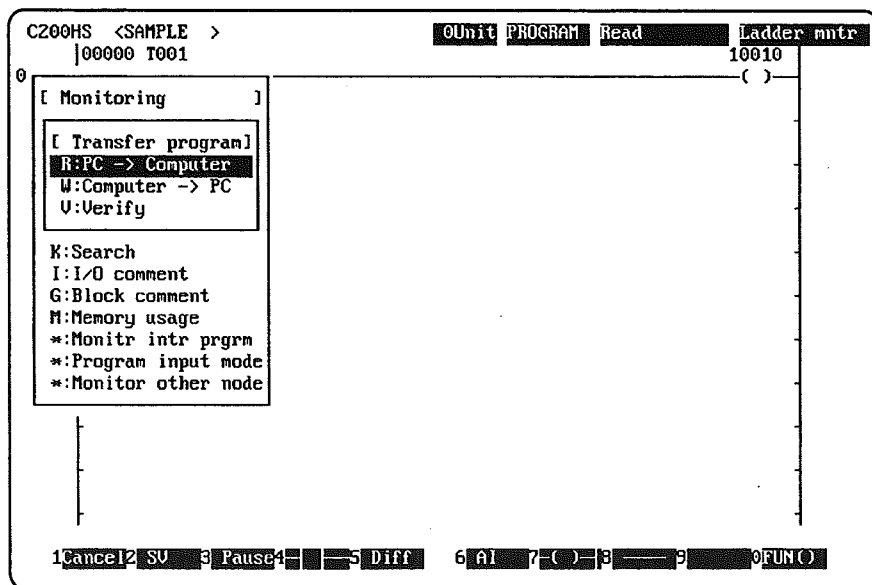 C200HS <SAMPLE > 0Unit PROGRAM Read Ladder mntr
00000 T001 10010
0 ( )
[ Monitoring ]
[ Transfer program]
R:PC -> Computer
W:Computer -> PC
V:Verify
K:Search
I:I/O comment
G:Block comment
M:Memory usage
*:Monitr intr prgrm
*:Program input mode
*:Monitor other node
1Cancel2 SV 3 Pause4 5 Diff 6 AI 7-( )-8 ---- 9 0FUN()